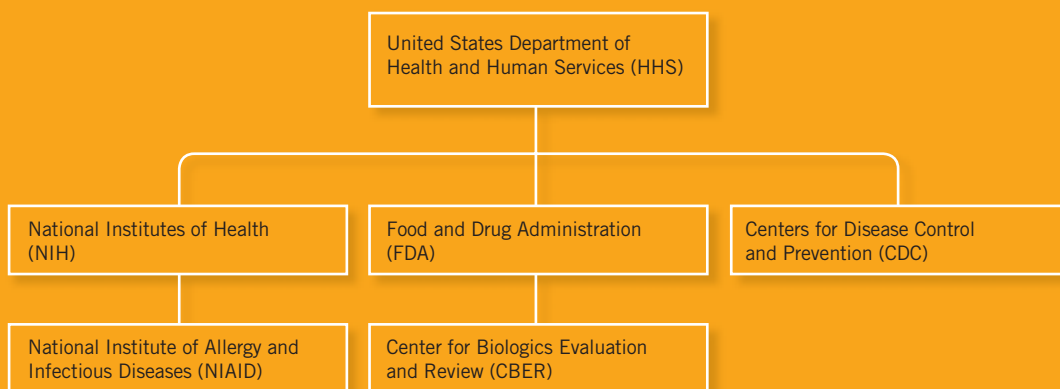 United States Department of
Health and Human Services (HHS)
National Institutes of Health
(NIH)
Food and Drug Administration
(FDA)
Centers for Disease Control
and Prevention (CDC)
National Institute of Allergy and
Infectious Diseases (NIAID)
Center for Biologics Evaluation
and Review (CBER)